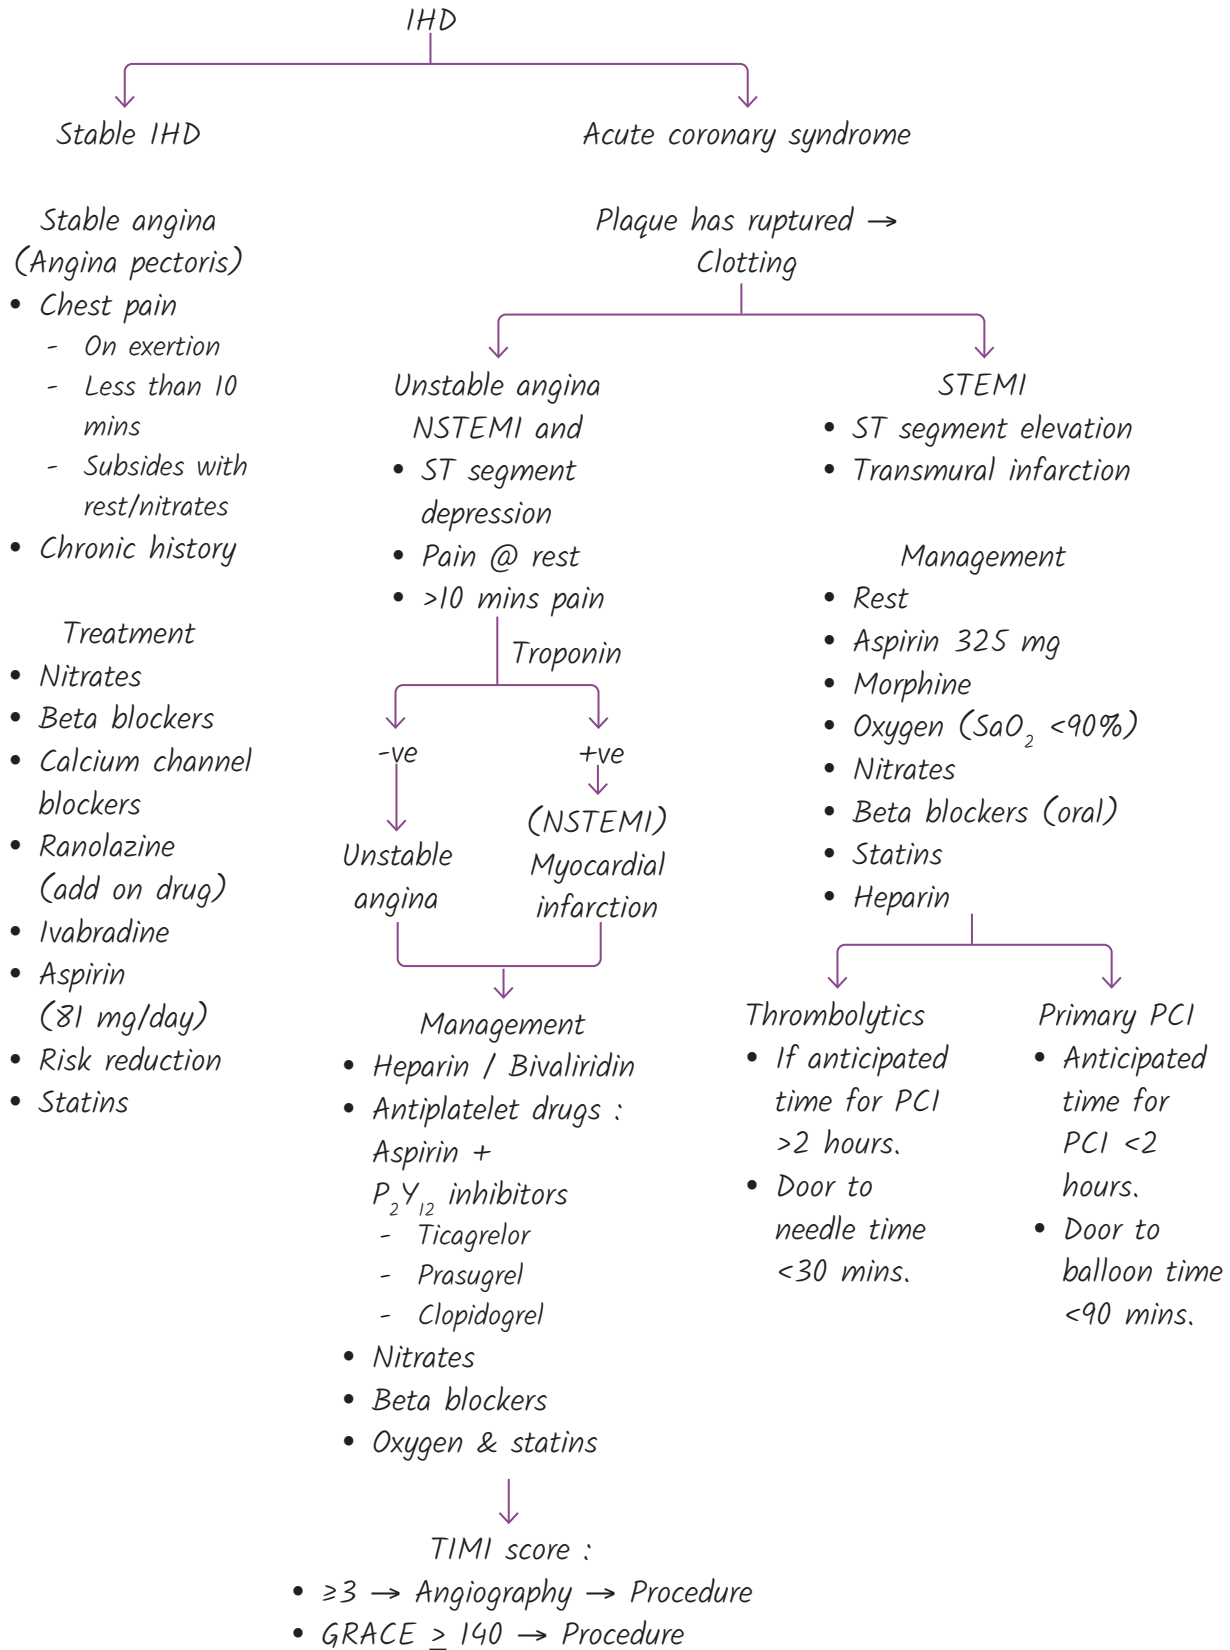 IHD
Stable IHD
Acute coronary syndrome
Stable angina
(Angina pectoris)
• Chest pain
- On exertion
- Less than 10
mins
- Subsides with
rest/nitrates
• Chronic history
Treatment
• Nitrates
• Beta blockers
• Calcium channel
blockers
• Ranolazine
(add on drug)
• Ivabradine
• Aspirin
(81 mg/day)
• Risk reduction
• Statins
Plaque has ruptured →
Clotting
Unstable angina
NSTEMI and
• ST segment
depression
• Pain @ rest
• >10 mins pain
Troponin
-ve
+ve
Unstable
angina
(NSTEMI)
Myocardial
infarction
Management
• Heparin / Bivaliridin
• Antiplatelet drugs :
Aspirin +
P₂Y₁₂ inhibitors
- Ticagrelor
- Prasugrel
- Clopidogrel
• Nitrates
• Beta blockers
• Oxygen & statins
TIMI score :
• ≥3 → Angiography → Procedure
• GRACE ≥ 140 → Procedure
STEMI
• ST segment elevation
• Transmural infarction
Management
• Rest
• Aspirin 325 mg
• Morphine
• Oxygen (SaO₂ <90%)
• Nitrates
• Beta blockers (oral)
• Statins
• Heparin
Thrombolytics
• If anticipated
time for PCI
>2 hours.
• Door to
needle time
<30 mins.
Primary PCI
• Anticipated
time for
PCI <2
hours.
• Door to
balloon time
<90 mins.